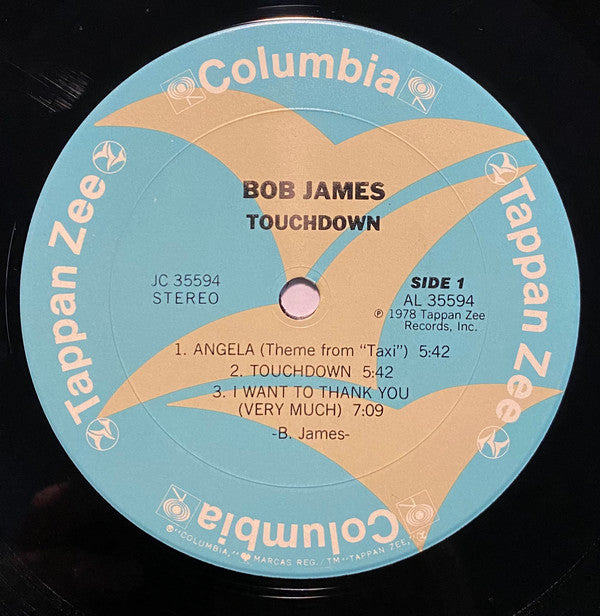 Columbia
Tappan Zee
Tappan Zee
BOB JAMES
TOUCHDOWN
JC 35594
STEREO
SIDE 1
AL 35594
℗ 1978 Tappan Zee
Records, Inc.
1. ANGELA (Theme from "Taxi") 5:42
2. TOUCHDOWN 5:42
3. I WANT TO THANK YOU
(VERY MUCH) 7:09
-B. James-
Columbia
"COLUMBIA," MARCAS REG./TM "TAPPAN ZEE,"